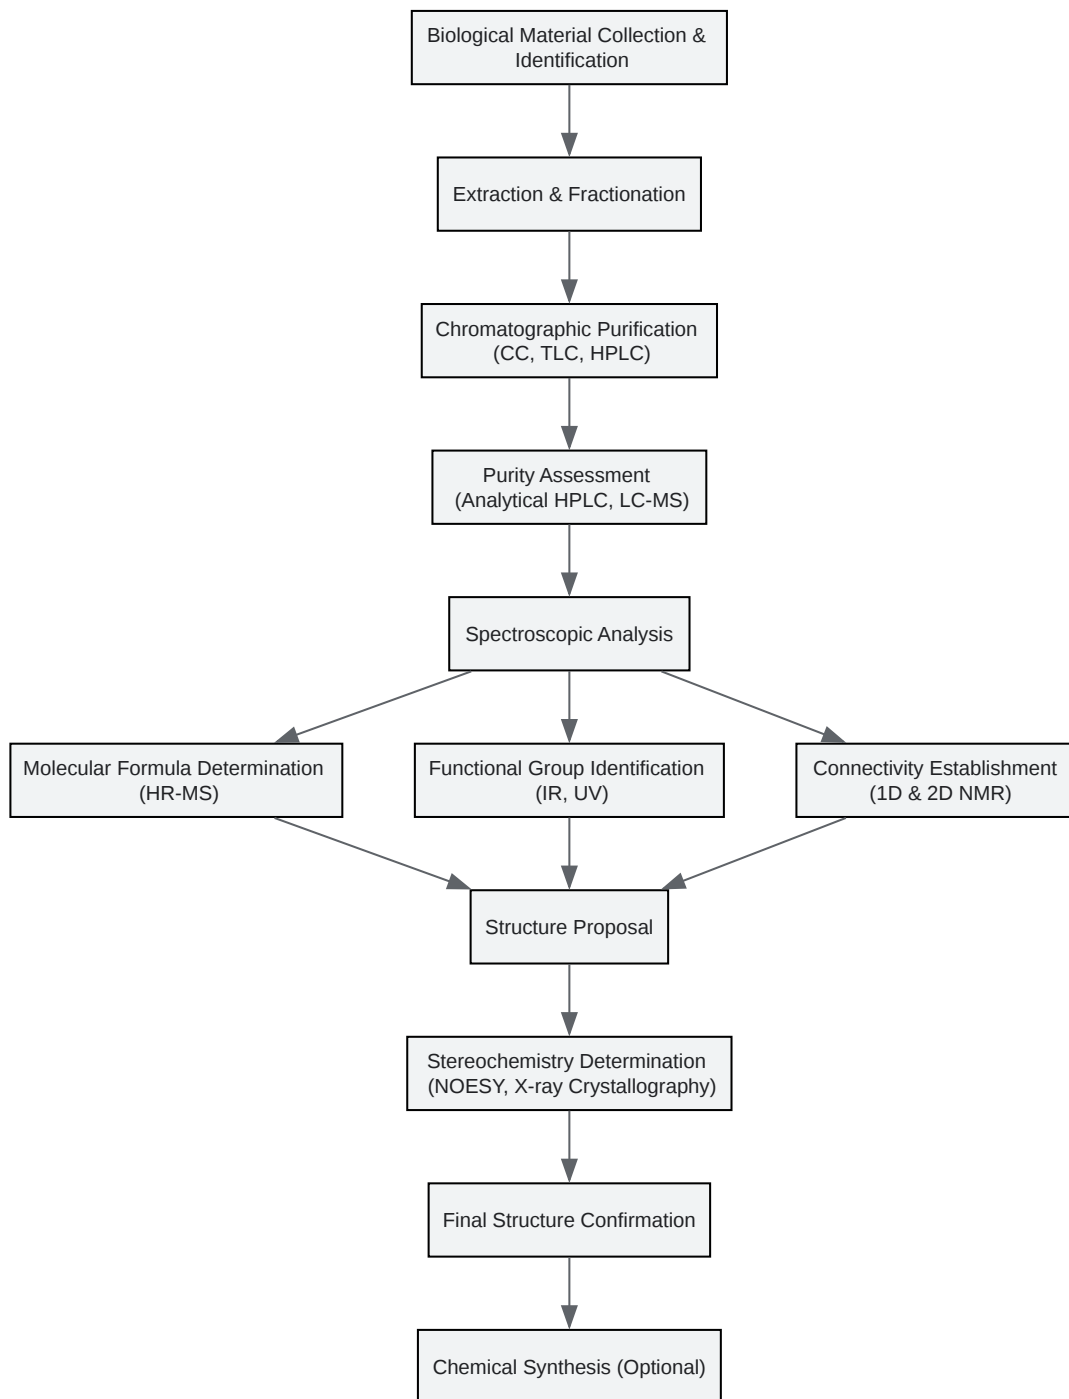 Biological Material Collection &
Identification
Extraction & Fractionation
Chromatographic Purification
(CC, TLC, HPLC)
Purity Assessment
(Analytical HPLC, LC-MS)
Spectroscopic Analysis
Molecular Formula Determination
(HR-MS)
Functional Group Identification
(IR, UV)
Connectivity Establishment
(1D & 2D NMR)
Structure Proposal
Stereochemistry Determination
(NOESY, X-ray Crystallography)
Final Structure Confirmation
Chemical Synthesis (Optional)